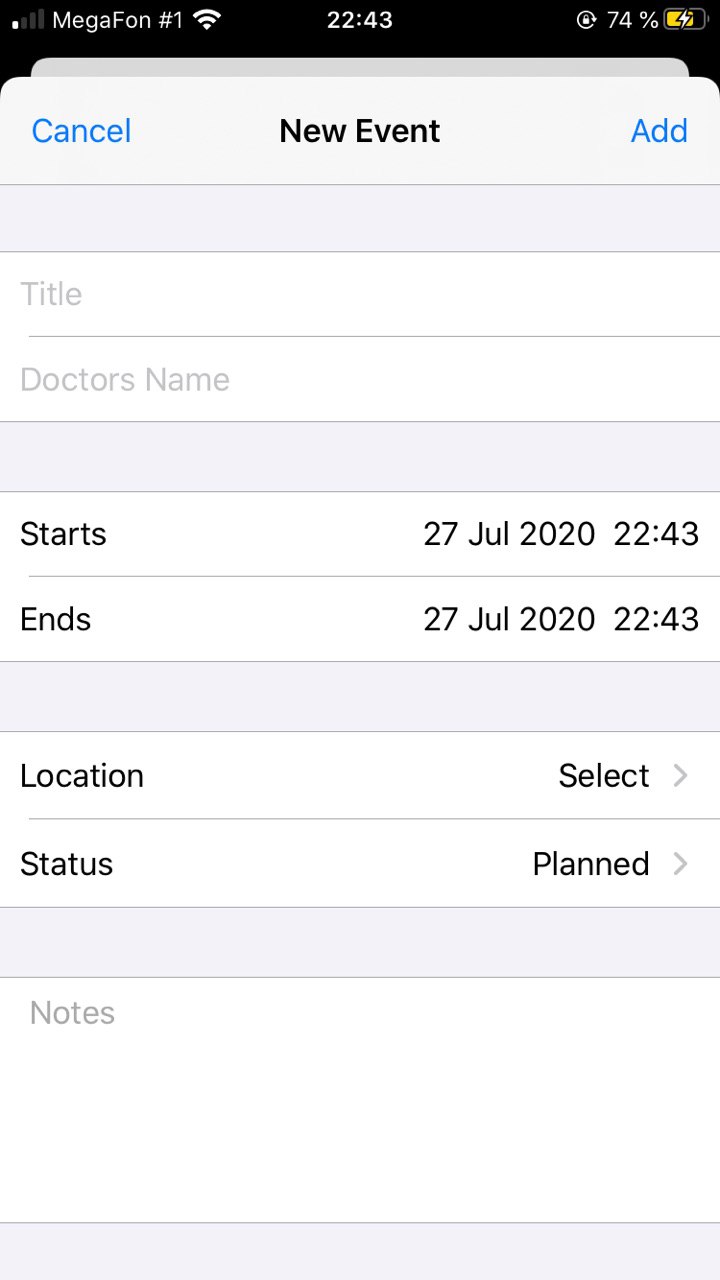 MegaFon #1 22:43 74 %
Cancel New Event Add
Title
Doctors Name
Starts 27 Jul 2020 22:43
Ends 27 Jul 2020 22:43
Location Select
Status Planned
Notes